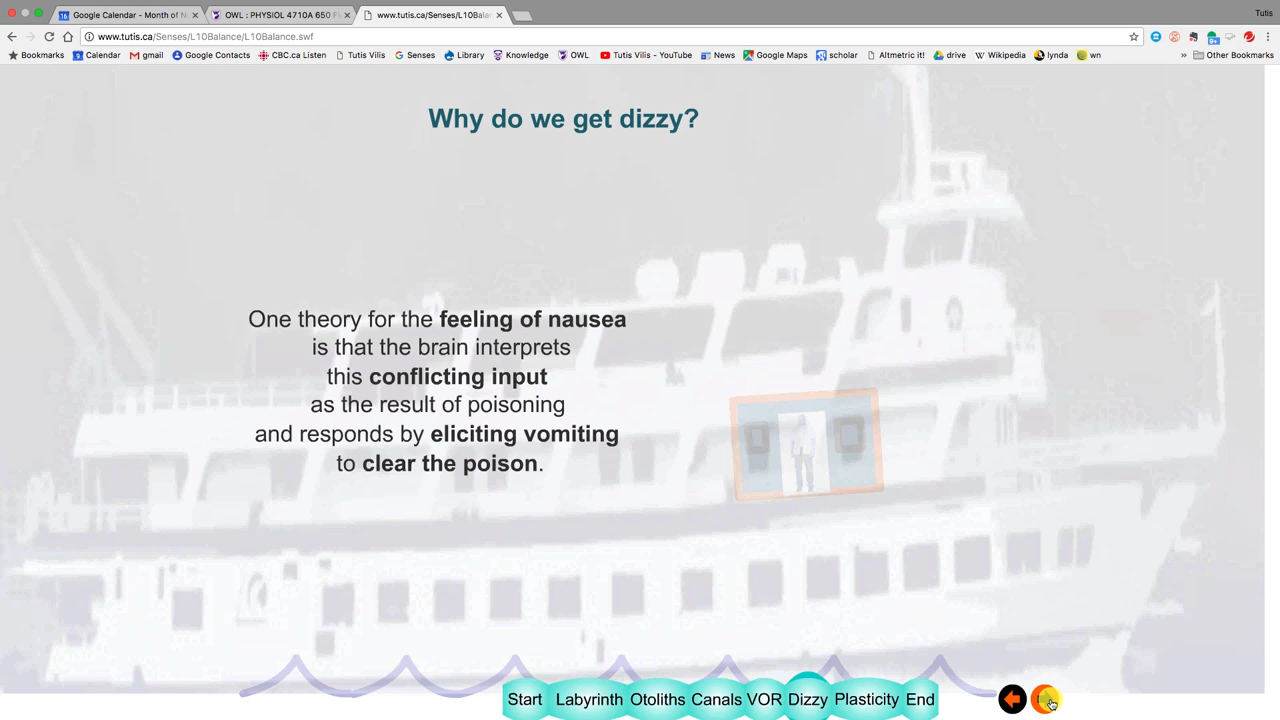 Google Calendar - Month of N
OWL : PHYSIOL 4710A 650 F
www.tutis.ca/Senses/L10Bala
Tutis
www.tutis.ca/Senses/L10Balance/L10Balance.swf
Bookmarks Calendar gmail Google Contacts CBC.ca Listen Tutis Vilis Senses Library Knowledge OWL Tutis Vilis - YouTube News Google Maps scholar Altmetric it! drive Wikipedia lynda wn » Other Bookmarks
Why do we get dizzy?
One theory for the feeling of nausea
is that the brain interprets
this conflicting input
as the result of poisoning
and responds by eliciting vomiting
to clear the poison.
Start Labyrinth Otoliths Canals VOR Dizzy Plasticity End